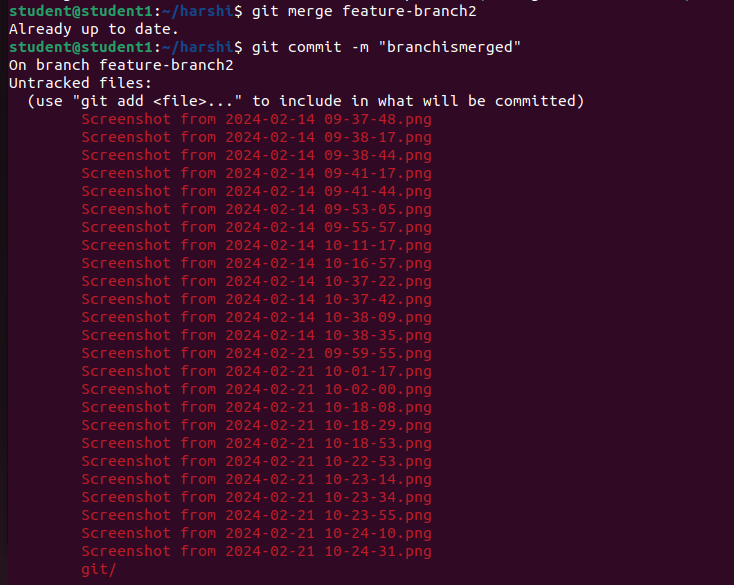 student@student1:~/harshi$ git merge feature-branch2
Already up to date.
student@student1:~/harshi$ git commit -m "branchismerged"
On branch feature-branch2
Untracked files:
  (use "git add <file>..." to include in what will be committed)
        Screenshot from 2024-02-14 09-37-48.png
        Screenshot from 2024-02-14 09-38-17.png
        Screenshot from 2024-02-14 09-38-44.png
        Screenshot from 2024-02-14 09-41-17.png
        Screenshot from 2024-02-14 09-41-44.png
        Screenshot from 2024-02-14 09-53-05.png
        Screenshot from 2024-02-14 09-55-57.png
        Screenshot from 2024-02-14 10-11-17.png
        Screenshot from 2024-02-14 10-16-57.png
        Screenshot from 2024-02-14 10-37-22.png
        Screenshot from 2024-02-14 10-37-42.png
        Screenshot from 2024-02-14 10-38-09.png
        Screenshot from 2024-02-14 10-38-35.png
        Screenshot from 2024-02-21 09-59-55.png
        Screenshot from 2024-02-21 10-01-17.png
        Screenshot from 2024-02-21 10-02-00.png
        Screenshot from 2024-02-21 10-18-08.png
        Screenshot from 2024-02-21 10-18-29.png
        Screenshot from 2024-02-21 10-18-53.png
        Screenshot from 2024-02-21 10-22-53.png
        Screenshot from 2024-02-21 10-23-14.png
        Screenshot from 2024-02-21 10-23-34.png
        Screenshot from 2024-02-21 10-23-55.png
        Screenshot from 2024-02-21 10-24-10.png
        Screenshot from 2024-02-21 10-24-31.png
        git/